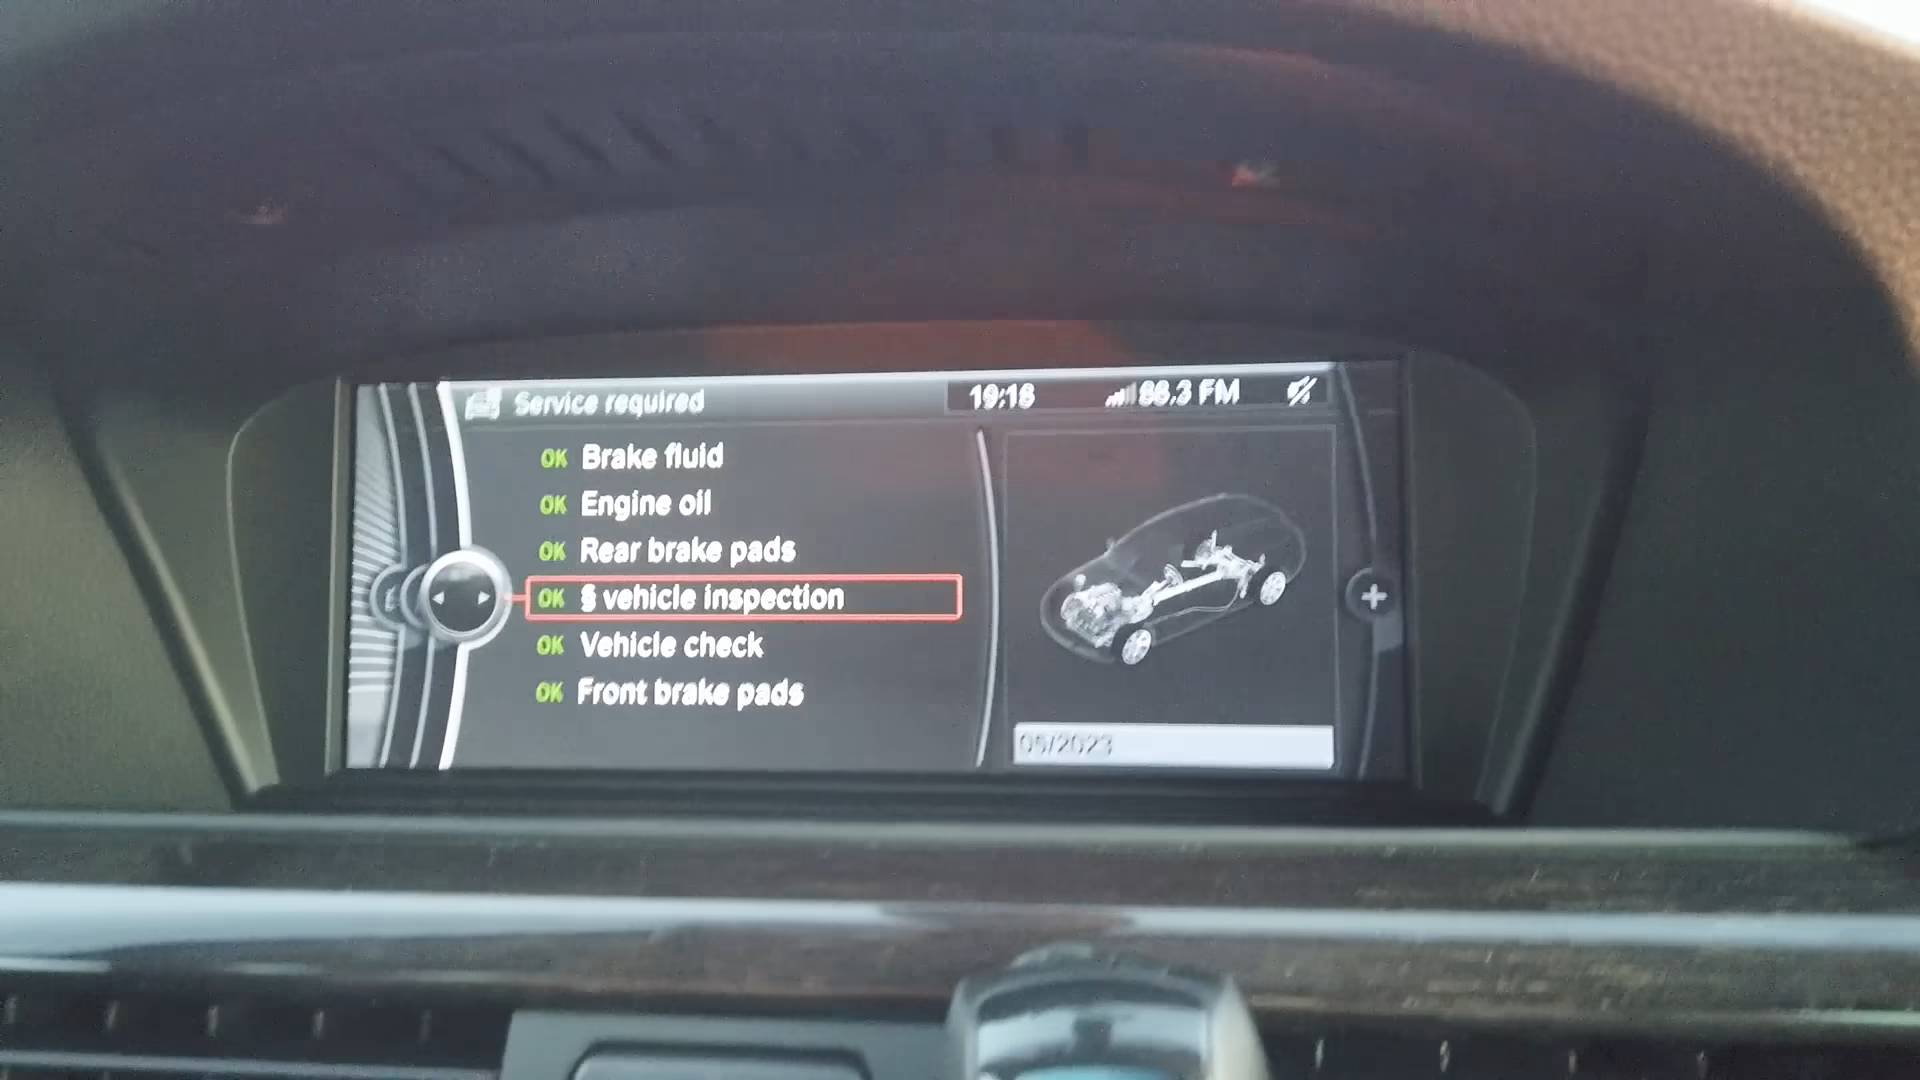 Service required 19:18 88.3 FM
OK Brake fluid
OK Engine oil
OK Rear brake pads
OK § vehicle inspection
OK Vehicle check
OK Front brake pads
05/2023